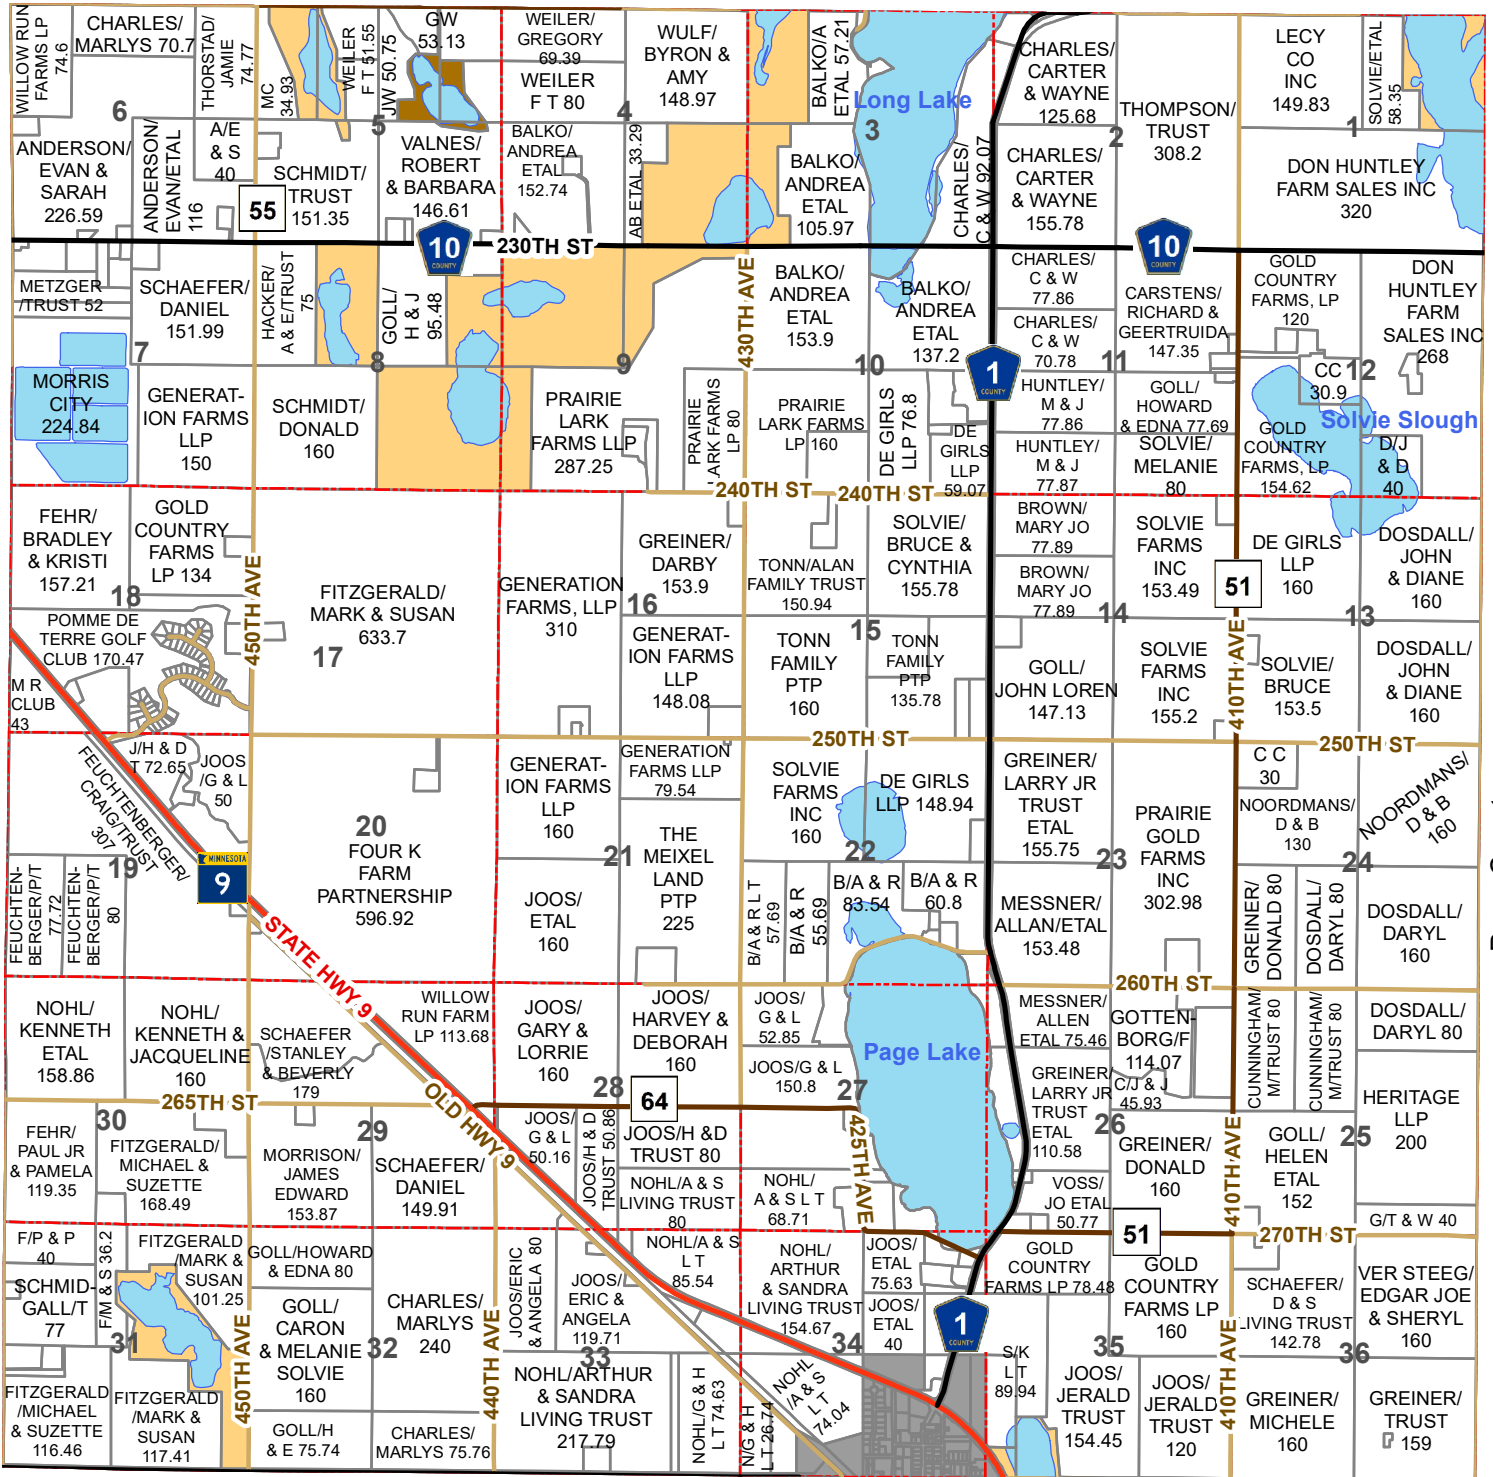 WILLOW RUN
FARMS LP
74.6
CHARLES/
MARLYS 70.7
THORSTAD/
JAMIE
74.77
MC
34.93
WEILER
F T 51.55
JW 50.75
GW
53.13
WEILER/
GREGORY
69.39
WEILER
F T 80
WULF/
BYRON &
AMY
148.97
BALKO/A
ETAL 57.21
Long Lake
CHARLES/
CARTER
& WAYNE
125.68
THOMPSON/
TRUST
308.2
LECY
CO
INC
149.83
SOLVIE/ETAL
58.35
6
5
4
3
2
1
ANDERSON/
EVAN &
SARAH
226.59
ANDERSON/
EVAN/ETAL
116
A/E
& S
40
55
SCHMIDT/
TRUST
151.35
VALNES/
ROBERT
& BARBARA
146.61
BALKO/
ANDREA
ETAL
152.74
AB ETAL 33.29
BALKO/
ANDREA
ETAL
105.97
CHARLES/
C & W 92.07
CHARLES/
CARTER
& WAYNE
155.78
DON HUNTLEY
FARM SALES INC
320
10
COUNTY
230TH ST
10
COUNTY
METZGER
/TRUST 52
SCHAEFER/
DANIEL
151.99
HACKER/
A & E/TRUST
75
GOLL/
H & J
95.48
430TH AVE
BALKO/
ANDREA
ETAL
153.9
BALKO/
ANDREA
ETAL
137.2
CHARLES/
C & W
77.86
CHARLES/
C & W
70.78
CARSTENS/
RICHARD &
GEERTRUIDA
147.35
GOLD
COUNTRY
FARMS, LP
120
DON
HUNTLEY
FARM
SALES INC
268
7
8
9
10
11
12
1
COUNTY
MORRIS
CITY
224.84
GENERAT-
ION FARMS
LLP
150
SCHMIDT/
DONALD
160
PRAIRIE
LARK
FARMS LLP
287.25
PRAIRIE
LARK FARMS
LP 80
PRAIRIE
LARK FARMS
LP 160
DE GIRLS
LLP 76.8
DE
GIRLS
LLP
59.07
HUNTLEY/
M & J
77.86
HUNTLEY/
M & J
77.87
GOLL/
HOWARD
& EDNA 77.69
SOLVIE/
MELANIE
80
CC
30.9
Solvie Slough
GOLD
COUNTRY
FARMS, LP
154.62
D/J
& D
40
240TH ST
240TH ST
FEHR/
BRADLEY
& KRISTI
157.21
GOLD
COUNTRY
FARMS
LP 134
450TH AVE
FITZGERALD/
MARK & SUSAN
633.7
GENERATION
FARMS, LLP
310
GREINER/
DARBY
153.9
TONN/ALAN
FAMILY TRUST
150.94
SOLVIE/
BRUCE &
CYNTHIA
155.78
BROWN/
MARY JO
77.89
BROWN/
MARY JO
77.89
SOLVIE
FARMS
INC
153.49
51
DE GIRLS
LLP
160
DOSDALL/
JOHN
& DIANE
160
18
17
16
15
14
13
POMME DE
TERRE GOLF
CLUB 170.47
M R
CLUB
43
GENERAT-
ION FARMS
LLP
148.08
TONN
FAMILY
PTP
160
TONN
FAMILY
PTP
135.78
GOLL/
JOHN LOREN
147.13
SOLVIE
FARMS
INC
155.2
410TH AVE
SOLVIE/
BRUCE
153.5
DOSDALL/
JOHN
& DIANE
160
250TH ST
250TH ST
J/H & D
T 72.65
JOOS
/G & L
50
FEUCHTENBERGER/
CRAIG/TRUST
307
20
FOUR K
FARM
PARTNERSHIP
596.92
GENERAT-
ION FARMS
LLP
160
GENERATION
FARMS LLP
79.54
THE
MEIXEL
LAND
PTP
225
SOLVIE
FARMS
INC
160
DE GIRLS
LLP 148.94
GREINER/
LARRY JR
TRUST
ETAL
155.75
PRAIRIE
GOLD
FARMS
INC
302.98
C C
30
NOORDMANS/
D & B
130
NOORDMANS/
D & B
160
19
21
22
23
24
MINNESOTA
9
FEUCHTEN-
BERGER/P/T
77.72
FEUCHTEN-
BERGER/P/T
80
JOOS/
ETAL
160
B/A & R L T
57.69
B/A & R
55.69
B/A & R
83.54
B/A & R
60.8
MESSNER/
ALLAN/ETAL
153.48
GREINER/
DONALD 80
DOSDALL/
DARYL 80
DOSDALL/
DARYL
160
STATE HWY 9
260TH ST
NOHL/
KENNETH
ETAL
158.86
NOHL/
KENNETH &
JACQUELINE
160
SCHAEFER
/STANLEY
& BEVERLY
179
WILLOW
RUN FARM
LP 113.68
JOOS/
GARY &
LORRIE
160
JOOS/
HARVEY &
DEBORAH
160
JOOS/
G & L
52.85
JOOS/G & L
150.8
Page Lake
MESSNER/
ALLEN
ETAL 75.46
GREINER/
LARRY JR
TRUST
ETAL
110.58
GOTTEN-
BORG/F
114.07
C/J & J
45.93
CUNNINGHAM/
M/TRUST 80
CUNNINGHAM/
M/TRUST 80
DOSDALL/
DARYL 80
HERITAGE
LLP
200
265TH ST
OLD HWY 9
64
30
29
28
27
26
25
FEHR/
PAUL JR
& PAMELA
119.35
FITZGERALD/
MICHAEL &
SUZETTE
168.49
MORRISON/
JAMES
EDWARD
153.87
SCHAEFER/
DANIEL
149.91
JOOS/
G & L
50.16
JOOS/H & D
TRUST 50.86
JOOS/H &D
TRUST 80
NOHL/A & S
LIVING TRUST
80
NOHL/
A & S L T
68.71
425TH AVE
VOSS/
JO ETAL
50.77
GREINER/
DONALD
160
410TH AVE
GOLL/
HELEN
ETAL
152
G/T & W 40
51
270TH ST
F/P & P
40
SCHMID-
GALL/T
77
F/M & S 36.2
FITZGERALD
/MARK &
SUSAN
101.25
GOLL/HOWARD
& EDNA 80
GOLL/
CARON
& MELANIE
SOLVIE
160
CHARLES/
MARLYS
240
440TH AVE
JOOS/ERIC
& ANGELA 80
JOOS/
ERIC &
ANGELA
119.71
NOHL/A & S
L T
85.54
NOHL/
ARTHUR
& SANDRA
LIVING TRUST
154.67
JOOS/
ETAL
75.63
JOOS/
ETAL
40
1
COUNTY
GOLD
COUNTRY
FARMS LP 78.48
GOLD
COUNTRY
FARMS LP
160
SCHAEFER/
D & S
LIVING TRUST
142.78
VER STEEG/
EDGAR JOE
& SHERYL
160
31
32
33
34
35
36
FITZGERALD
/MICHAEL
& SUZETTE
116.46
FITZGERALD
/MARK &
SUSAN
117.41
450TH AVE
GOLL/H
& E 75.74
CHARLES/
MARLYS 75.76
NOHL/ARTHUR
& SANDRA
LIVING TRUST
217.79
NOHL/G & H
L T 74.63
N/G & H
L T 26.74
NOHL
/A & S
L T
74.04
S/K
L T
89.94
JOOS/
JERALD
TRUST
154.45
JOOS/
JERALD
TRUST
120
410TH AVE
GREINER/
MICHELE
160
GREINER/
TRUST
159